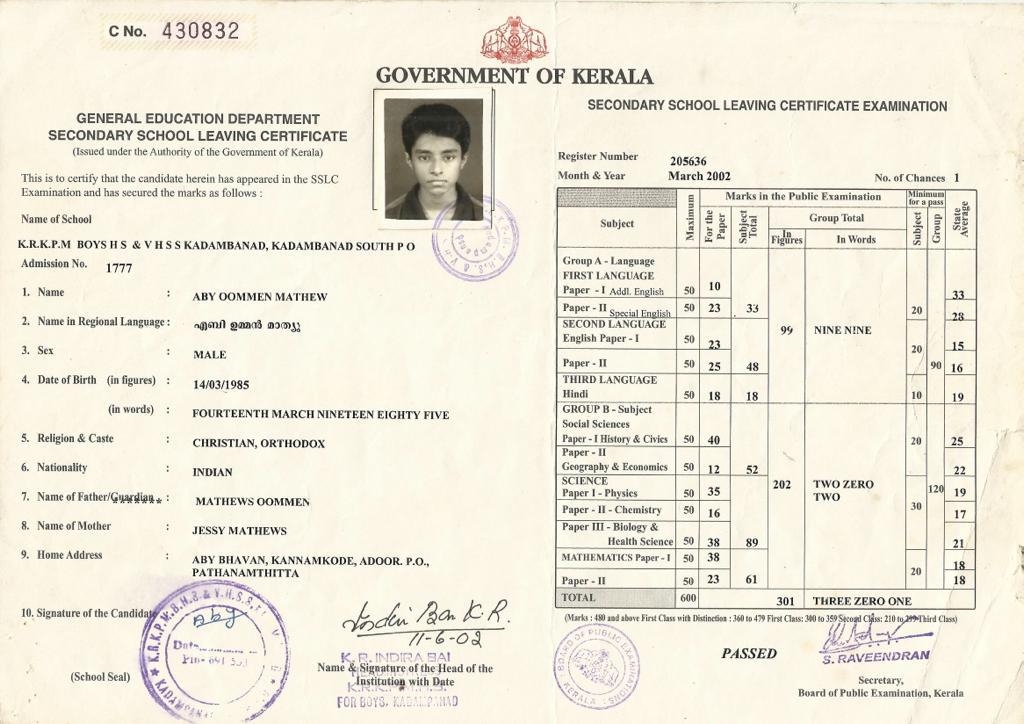 C No. 430832
GOVERNMENT OF KERALA
GENERAL EDUCATION DEPARTMENT
SECONDARY SCHOOL LEAVING CERTIFICATE
(Issued under the Authority of the Government of Kerala)
This is to certify that the candidate herein has appeared in the SSLC
Examination and has secured the marks as follows :
Name of School
K.R.K.P.M BOYS H S & V H S S KADAMBANAD, KADAMBANAD SOUTH P O
Admission No. 1777
1. Name : ABY OOMMEN MATHEW
2. Name in Regional Language : എബി ഉമ്മൻ മാത്യു
3. Sex : MALE
4. Date of Birth (in figures) : 14/03/1985
(in words) : FOURTEENTH MARCH NINETEEN EIGHTY FIVE
5. Religion & Caste : CHRISTIAN, ORTHODOX
6. Nationality : INDIAN
7. Name of Father/Guardian : MATHEWS OOMMEN
8. Name of Mother : JESSY MATHEWS
9. Home Address : ABY BHAVAN, KANNAMKODE, ADOOR. P.O.,
PATHANAMTHITTA
10. Signature of the Candidate
Aby
(School Seal)
11-6-02
K. R. INDIRA BAI
Name & Signature of the Head of the
Institution with Date
FOR BOYS, KADAMPANAD
SECONDARY SCHOOL LEAVING CERTIFICATE EXAMINATION
Register Number 205636
Month & Year March 2002 No. of Chances 1
Subject Maximum Marks in the Public Examination Minimum for a pass State Average
For the Paper Subject Total Group Total Subject Group
In Figures In Words
Group A - Language
FIRST LANGUAGE
Paper - I Addl. English 50 10 33
Paper - II Special English 50 23 33 20 28
SECOND LANGUAGE 99 NINE NINE
English Paper - I 50 23 20 15
Paper - II 50 25 48 90 16
THIRD LANGUAGE
Hindi 50 18 18 10 19
GROUP B - Subject
Social Sciences
Paper - I History & Civics 50 40 20 25
Paper - II
Geography & Economics 50 12 52 22
SCIENCE 202 TWO ZERO TWO 120
Paper I - Physics 50 35 19
Paper - II - Chemistry 50 16 30 17
Paper III - Biology &
Health Science 50 38 89 21
MATHEMATICS Paper - I 50 38 18
Paper - II 50 23 61 20 18
TOTAL 600 301 THREE ZERO ONE
(Marks : 480 and above First Class with Distinction : 360 to 479 First Class: 300 to 359 Second Class: 210 to 299 Third Class)
PASSED
S. RAVEENDRAN
Secretary,
Board of Public Examination, Kerala
BOARD OF PUBLIC EXAMINATIONS KERALA